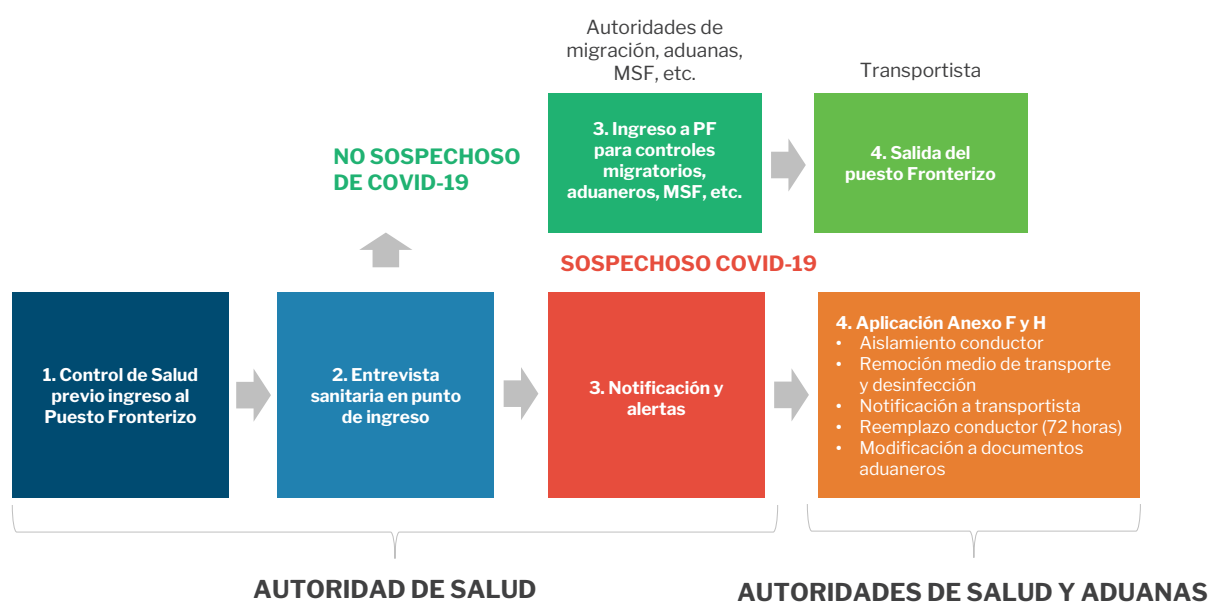 Autoridades de
migración, aduanas,
MSF, etc.
Transportista
NO SOSPECHOSO
DE COVID-19
3. Ingreso a PF
para controles
migratorios,
aduaneros, MSF, etc.
4. Salida del
puesto Fronterizo
SOSPECHOSO COVID-19
1. Control de Salud
previo ingreso al
Puesto Fronterizo
2. Entrevista
sanitaria en punto
de ingreso
3. Notificación y
alertas
4. Aplicación Anexo F y H
• Aislamiento conductor
• Remoción medio de transporte
y desinfección
• Notificación a transportista
• Reemplazo conductor (72 horas)
• Modificación a documentos
aduaneros
AUTORIDAD DE SALUD
AUTORIDADES DE SALUD Y ADUANAS